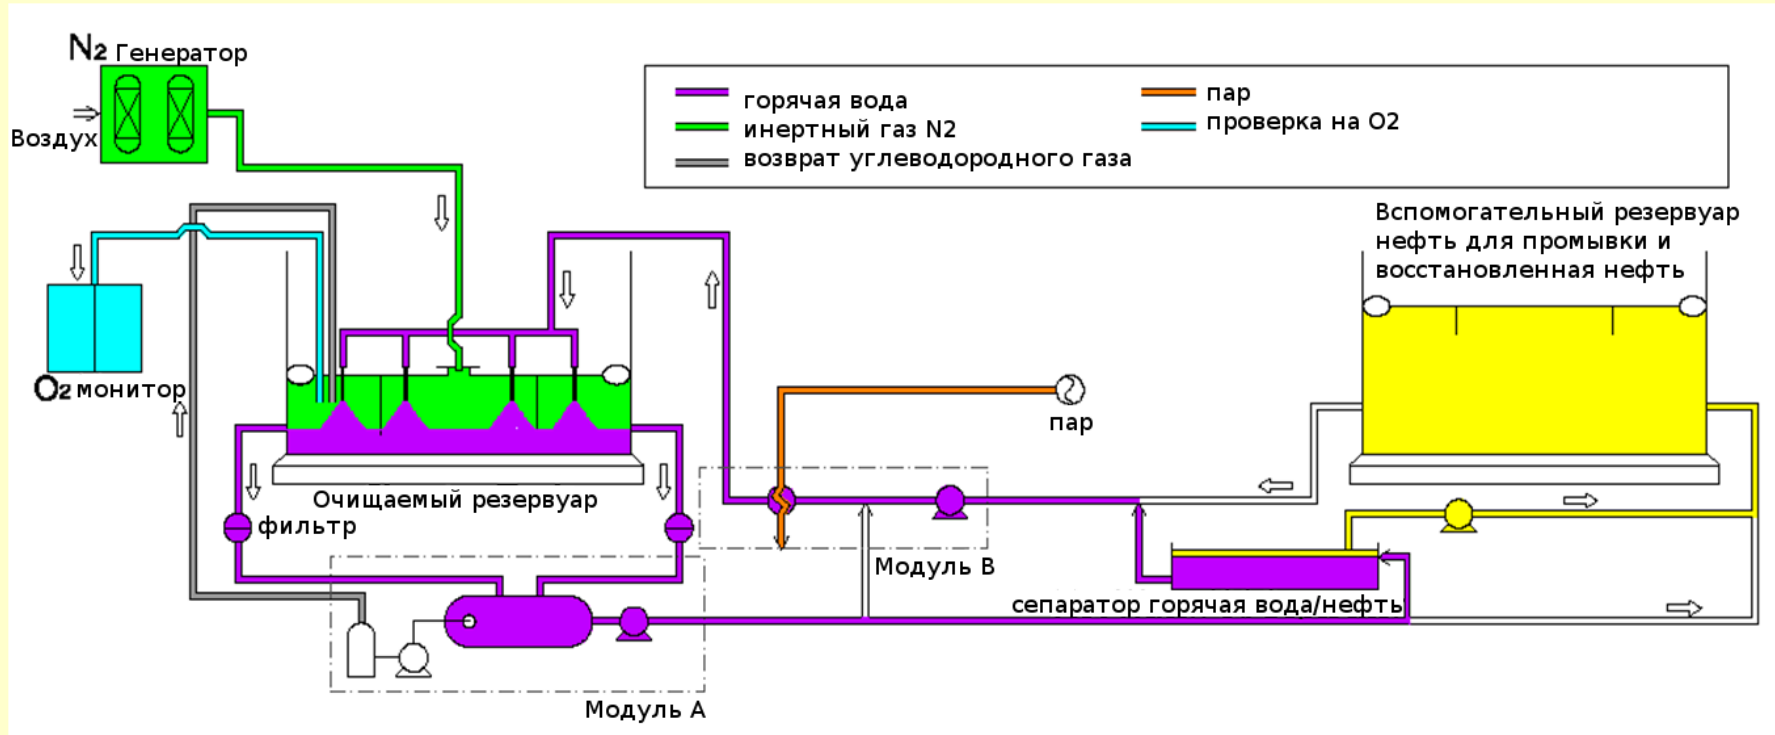 N2 Генератор
Воздух
горячая вода
инертный газ N2
возврат углеводородного газа
пар
проверка на O2
Вспомогательный резервуар
нефть для промывки и
восстановленная нефть
O2 монитор
пар
Очищаемый резервуар
фильтр
Модуль B
сепаратор горячая вода/нефть
Модуль A